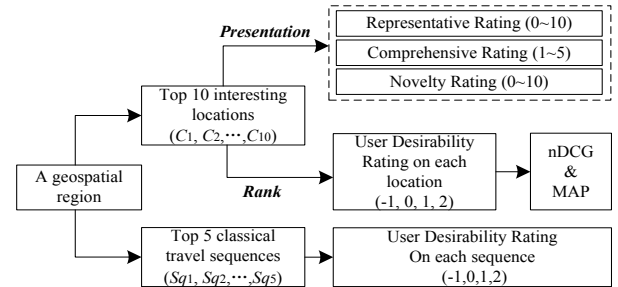 Presentation
Representative Rating (0~10)
Comprehensive Rating (1~5)
Novelty Rating (0~10)
Top 10 interesting
locations
(C1, C2,···,C10)
Rank
User Desirability
Rating on each
location
(-1, 0, 1, 2)
nDCG
&
MAP
A geospatial
region
Top 5 classical
travel sequences
(Sq1, Sq2,···,Sq5)
User Desirability Rating
On each sequence
(-1,0,1,2)